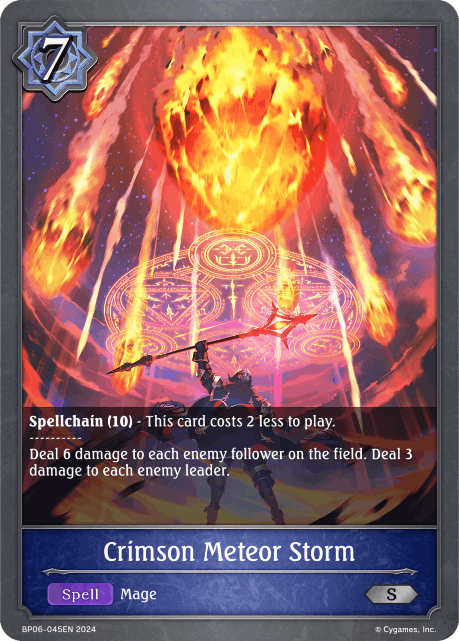 7
Spellchain (10) - This card costs 2 less to play.
----------
Deal 6 damage to each enemy follower on the field. Deal 3
damage to each enemy leader.
Crimson Meteor Storm
Spell Mage S
BP06-045EN 2024 © Cygames, Inc.